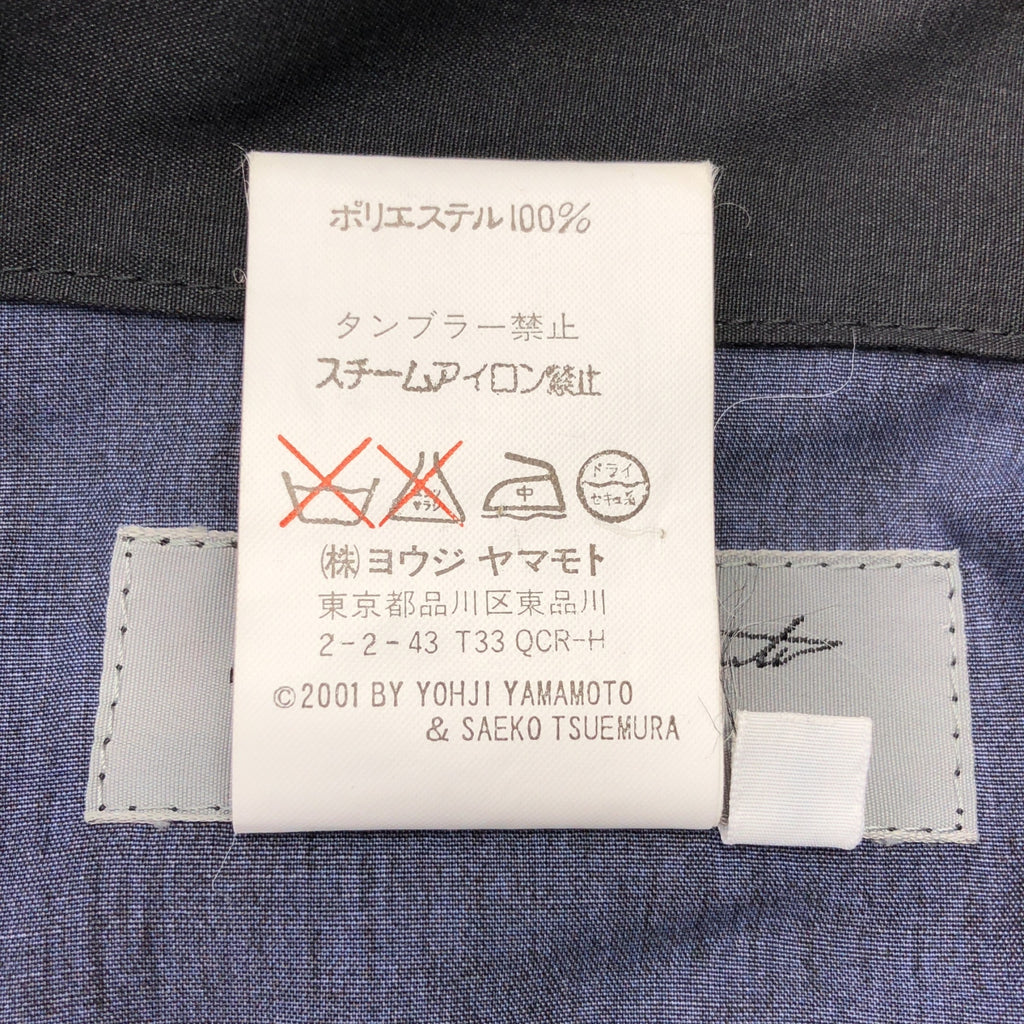 ポリエステル100%
タンブラー禁止
スチームアイロン禁止
中
ドライ
セキユ系
(株)ヨウジ ヤマモト
東京都品川区東品川
2-2-43 T33 QCR-H
©2001 BY YOHJI YAMAMOTO
& SAEKO TSUEMURA